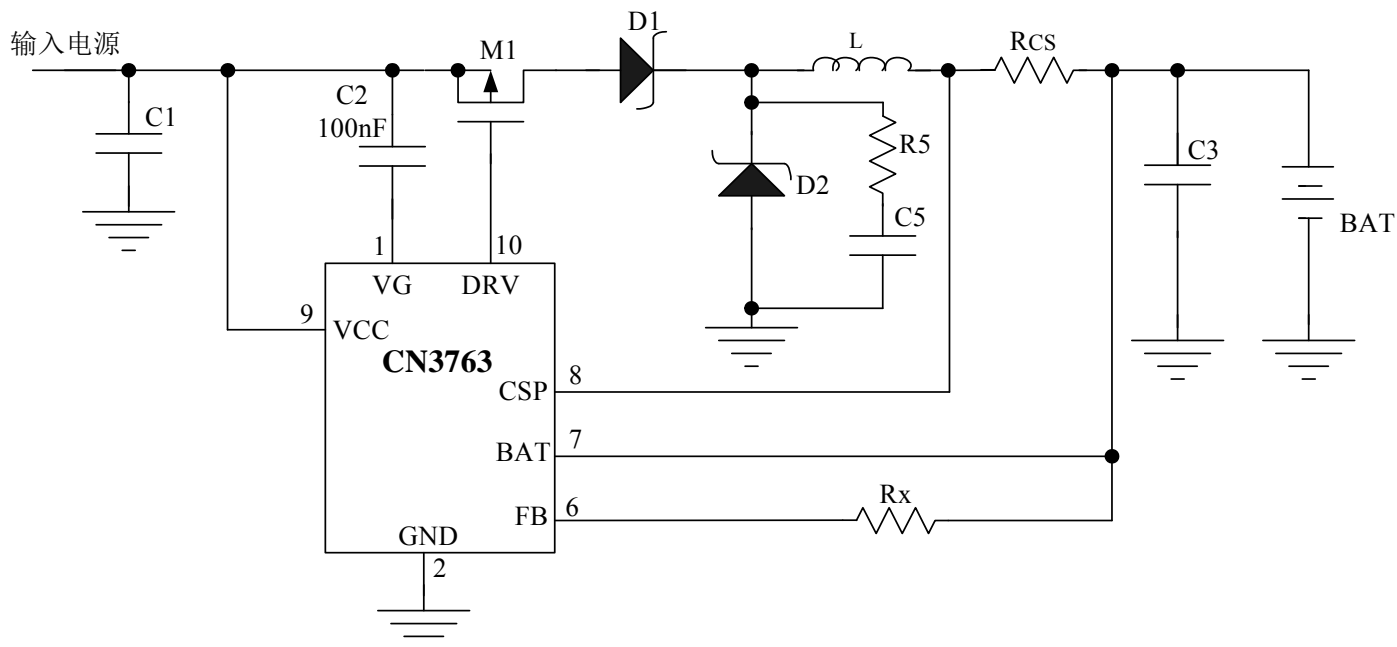 D1
输入电源
M1
L
RCS
C2
100nF
C1
R5
C3
D2
C5
BAT
1
10
VG
DRV
9
VCC
CN3763
CSP
8
BAT
7
Rx
FB
6
GND
2